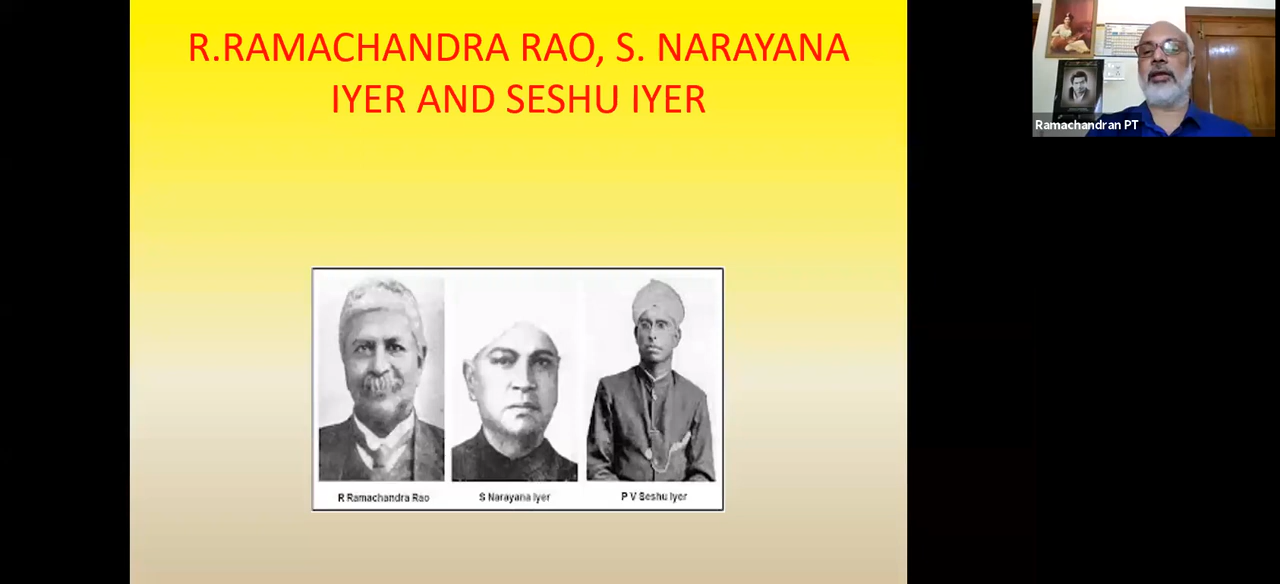 R.RAMACHANDRA RAO, S. NARAYANA
IYER AND SESHU IYER
R Ramachandra Rao
S Narayana Iyer
P V Seshu Iyer
Ramachandran PT